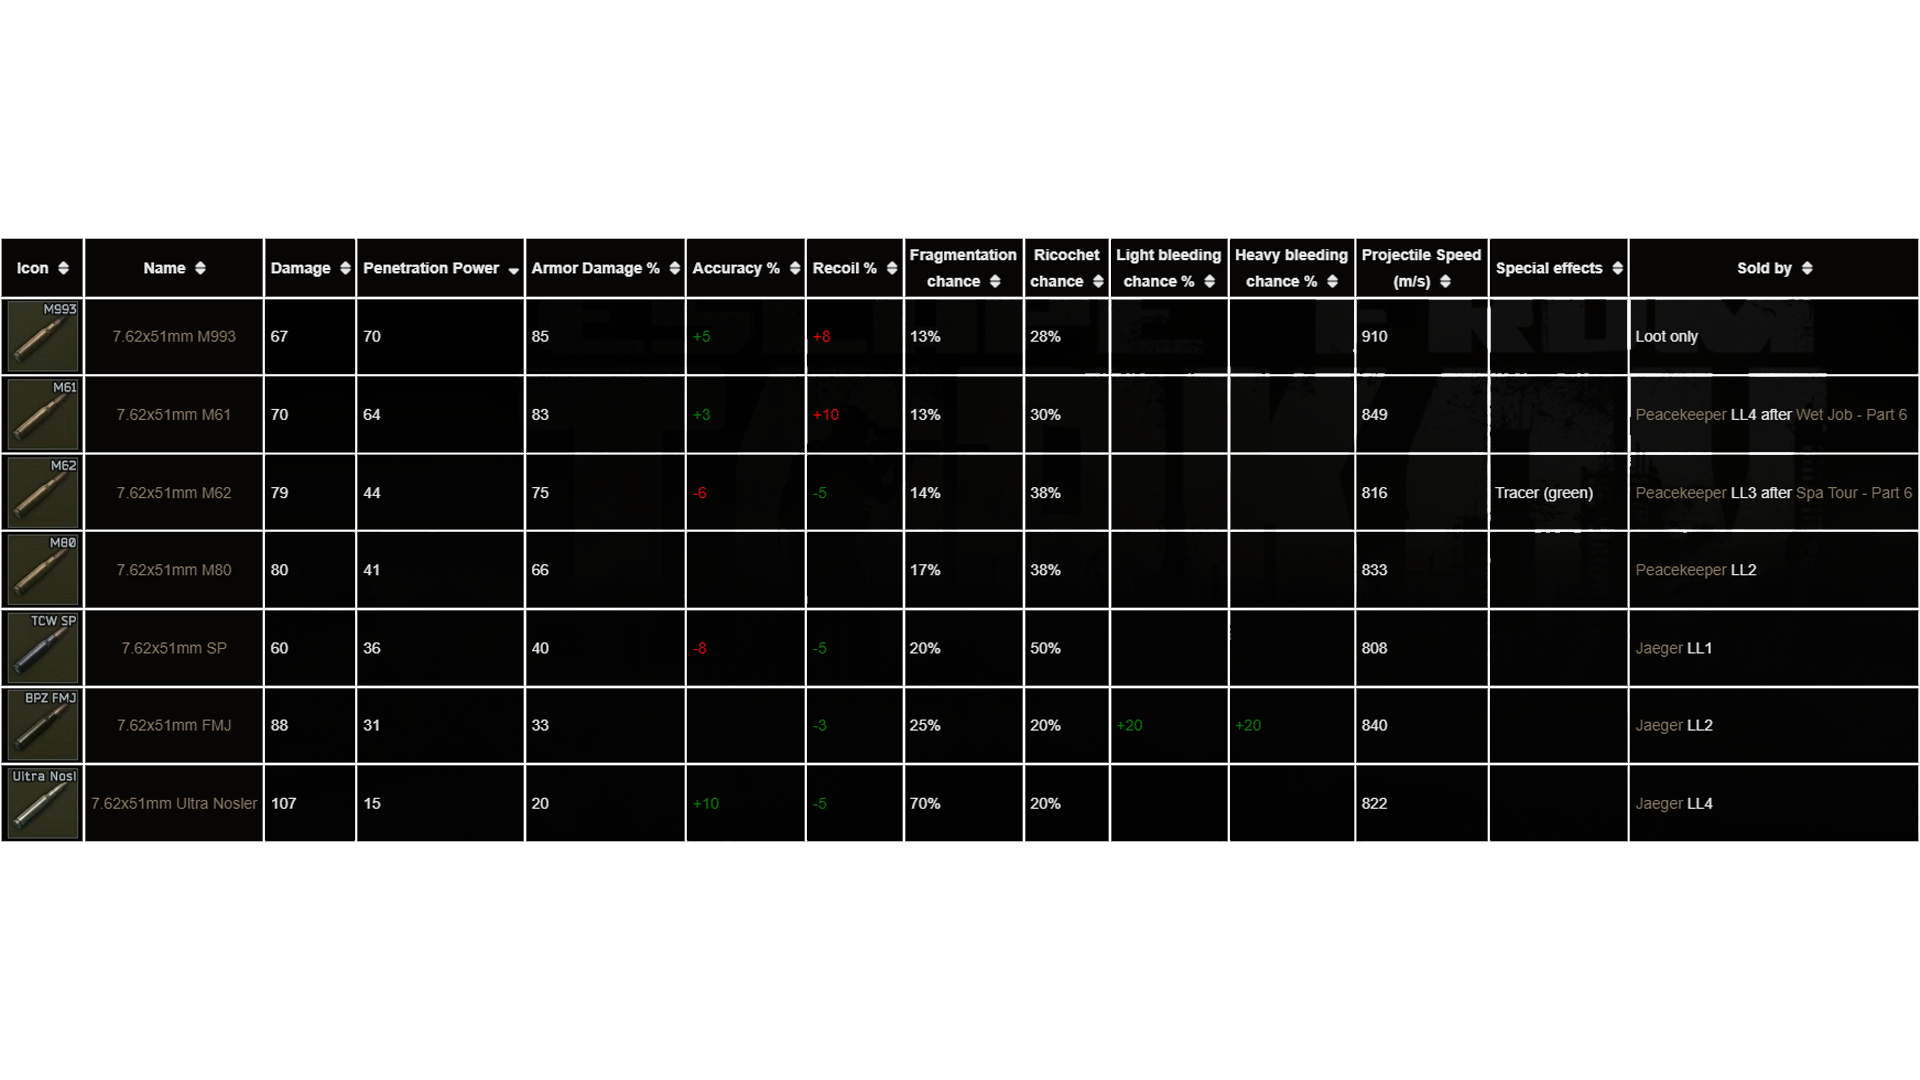 Icon Name Damage Penetration Power Armor Damage % Accuracy % Recoil % Fragmentation chance Ricochet chance Light bleeding chance % Heavy bleeding chance % Projectile Speed (m/s) Special effects Sold by
M993 7.62x51mm M993 67 70 85 +5 +8 13% 28% 910 Loot only
M61 7.62x51mm M61 70 64 83 +3 +10 13% 30% 849 Peacekeeper LL4 after Wet Job - Part 6
M62 7.62x51mm M62 79 44 75 -6 -5 14% 38% 816 Tracer (green) Peacekeeper LL3 after Spa Tour - Part 6
M80 7.62x51mm M80 80 41 66 17% 38% 833 Peacekeeper LL2
TCW SP 7.62x51mm SP 60 36 40 -8 -5 20% 50% 808 Jaeger LL1
BPZ FMJ 7.62x51mm FMJ 88 31 33 -3 25% 20% +20 +20 840 Jaeger LL2
Ultra Nosl 7.62x51mm Ultra Nosler 107 15 20 +10 -5 70% 20% 822 Jaeger LL4